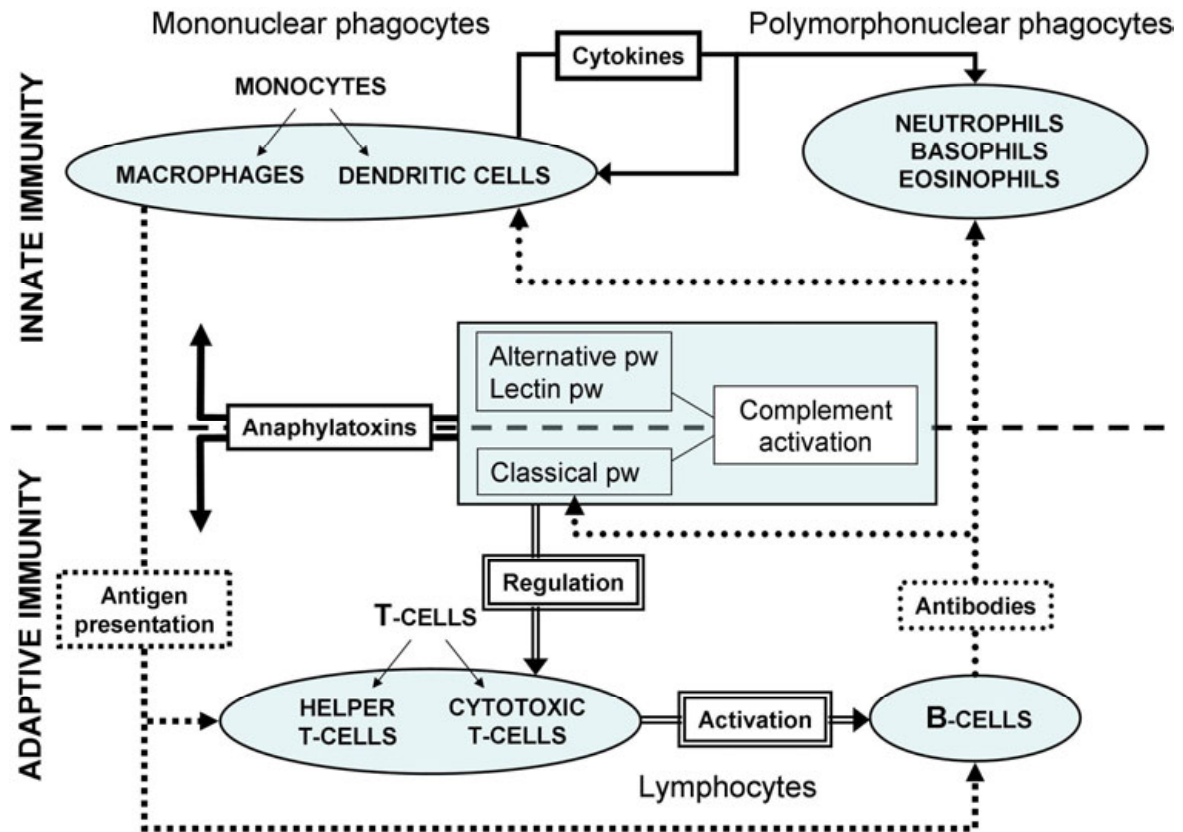 Mononuclear phagocytes
Polymorphonuclear phagocytes
Cytokines
MONOCYTES
MACROPHAGES
DENDRITIC CELLS
NEUTROPHILS
BASOPHILS
EOSINOPHILS
INNATE IMMUNITY
Alternative pw
Lectin pw
Complement
activation
Anaphylatoxins
Classical pw
ADAPTIVE IMMUNITY
Antigen
presentation
Regulation
Antibodies
T-CELLS
HELPER
T-CELLS
CYTOTOXIC
T-CELLS
Activation
B-CELLS
Lymphocytes